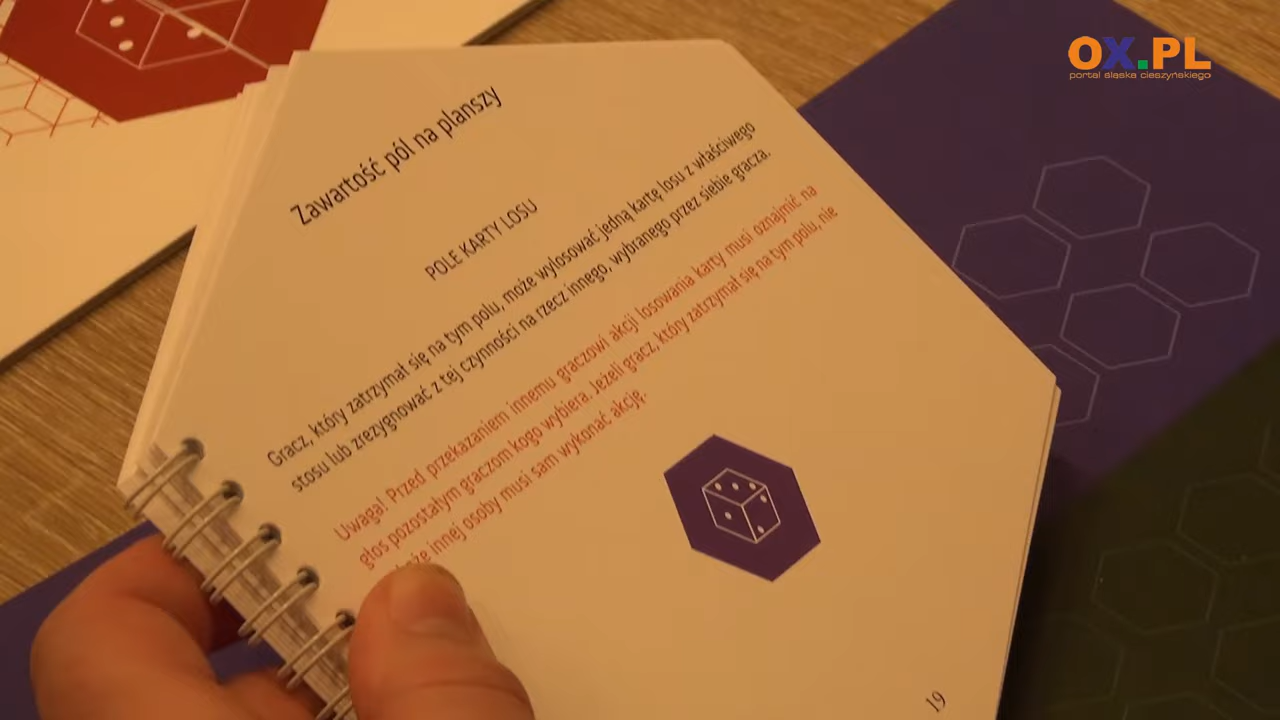 OX.PL
portal śląska cieszyńskiego
Zawartość pól na planszy
POLE KARTY LOSU
Gracz, który zatrzymał się na tym polu, może wylosować jedną kartę losu z właściwego
stosu lub zrezygnować z tej czynności na rzecz innego, wybranego przez siebie gracza.
Uwaga! Przed przekazaniem innemu graczowi akcji losowania karty musi oznajmić na
głos pozostałym graczom kogo wybiera. Jeżeli gracz, który zatrzymał się na tym polu, nie
innej osoby musi sam wykonać akcję.
19